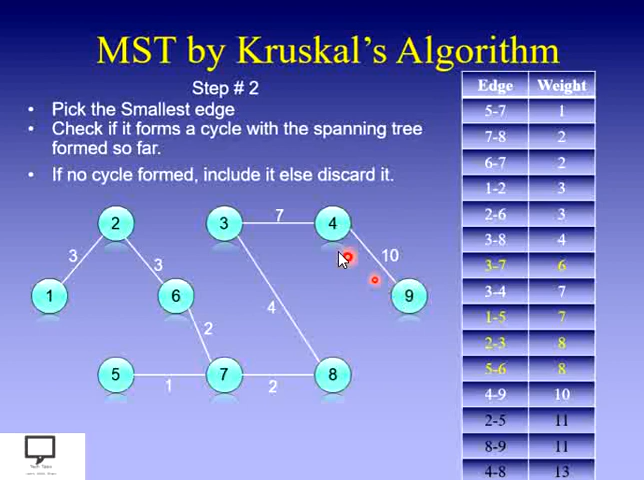 MST by Kruskal's Algorithm
Step # 2
• Pick the Smallest edge
• Check if it forms a cycle with the spanning tree
formed so far.
• If no cycle formed, include it else discard it.
Edge Weight
5-7 1
7-8 2
6-7 2
1-2 3
2-6 3
3-8 4
3-7 6
3-4 7
1-5 7
2-3 8
5-6 8
4-9 10
2-5 11
8-9 11
4-8 13
7
2 3 4
3 3 10
1 6 4 9
2
5 7 8
1 2